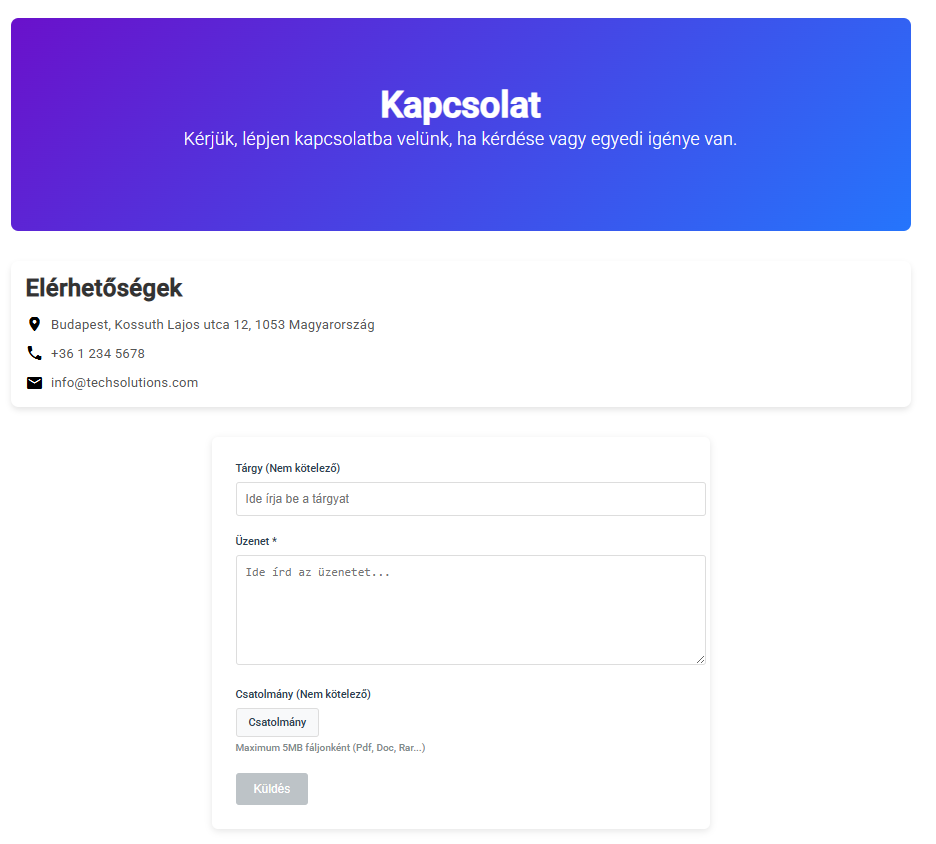 Kapcsolat
Kérjük, lépjen kapcsolatba velünk, ha kérdése vagy egyedi igénye van.
Elérhetőségek
Budapest, Kossuth Lajos utca 12, 1053 Magyarország
+36 1 234 5678
info@techsolutions.com
Tárgy (Nem kötelező)
Ide írja be a tárgyat
Üzenet *
Ide írd az üzenetet...
Csatolmány (Nem kötelező)
Csatolmány
Maximum 5MB fáljonként (Pdf, Doc, Rar...)
Küldés